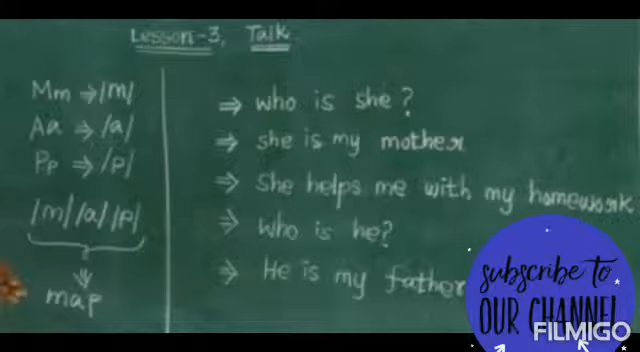 Lesson-3, Talk
Mm ⇒ /m/
Aa ⇒ /a/
Pp ⇒ /p/
/m/ /a/ /p/
⇓
map
⇒ who is she?
⇒ she is my mother
⇒ She helps me with my homework
⇒ Who is he?
⇒ He is my father
subscribe to
OUR CHANNEL
FILMIGO